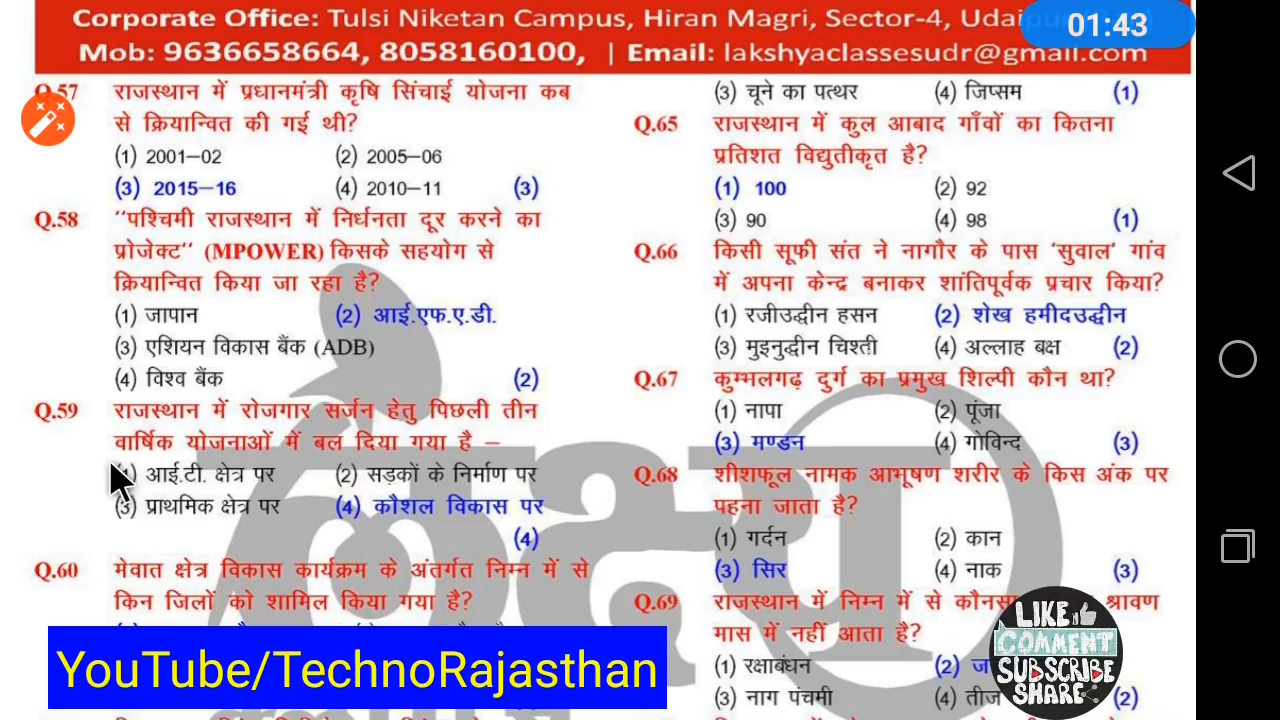 Corporate Office: Tulsi Niketan Campus, Hiran Magri, Sector-4,
Mob: 9636658664, 8058160100, | Email: lakshyaclassesudr@gmail.com
01:43
Q.57 राजस्थान में प्रधानमंत्री कृषि सिंचाई योजना कब
से क्रियान्वित की गई थी?
(1) 2001–02 (2) 2005–06
(3) 2015–16 (4) 2010–11 (3)
Q.58 "पश्चिमी राजस्थान में निर्धनता दूर करने का
प्रोजेक्ट" (MPOWER) किसके सहयोग से
क्रियान्वित किया जा रहा है?
(1) जापान (2) आई.एफ.ए.डी.
(3) एशियन विकास बैंक (ADB)
(4) विश्व बैंक (2)
Q.59 राजस्थान में रोजगार सर्जन हेतु पिछली तीन
वार्षिक योजनाओं में बल दिया गया है –
(1) आई.टी. क्षेत्र पर (2) सड़कों के निर्माण पर
(3) प्राथमिक क्षेत्र पर (4) कौशल विकास पर
(4)
Q.60 मेवात क्षेत्र विकास कार्यक्रम के अंतर्गत निम्न में से
किन जिलों को शामिल किया गया है?
(3) चूने का पत्थर (4) जिप्सम (1)
Q.65 राजस्थान में कुल आबाद गाँवों का कितना
प्रतिशत विद्युतीकृत है?
(1) 100 (2) 92
(3) 90 (4) 98 (1)
Q.66 किसी सूफी संत ने नागौर के पास 'सुवाल' गांव
में अपना केन्द्र बनाकर शांतिपूर्वक प्रचार किया?
(1) रजीउद्दीन हसन (2) शेख हमीदउद्दीन
(3) मुइनुद्दीन चिश्ती (4) अल्लाह बक्ष (2)
Q.67 कुम्भलगढ़ दुर्ग का प्रमुख शिल्पी कौन था?
(1) नापा (2) पूंजा
(3) मण्डन (4) गोविन्द (3)
Q.68 शीशफूल नामक आभूषण शरीर के किस अंक पर
पहना जाता है?
(1) गर्दन (2) कान
(3) सिर (4) नाक (3)
Q.69 राजस्थान में निम्न में से श्रावण
मास में नहीं आता है?
(1) रक्षाबंधन (2)
(3) नाग पंचमी (4) तीज (2)
YouTube/TechnoRajasthan
LIKE
COMMENT
SUBSCRIBE
SHARE